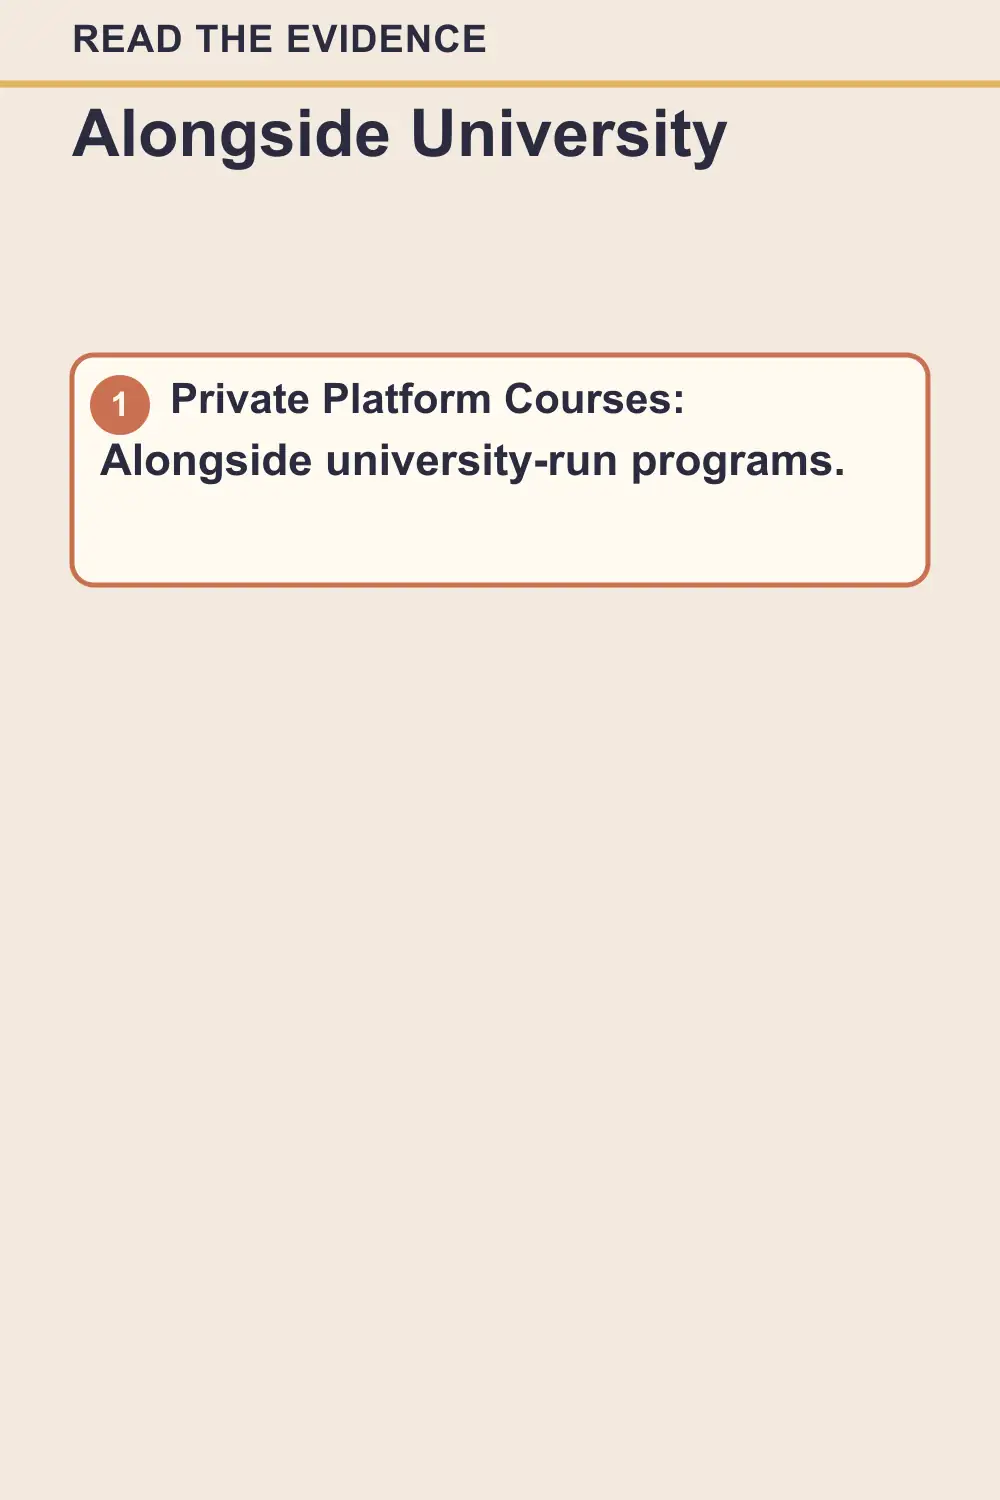 READ THE EVIDENCE
Alongside University
1 Private Platform Courses:
Alongside university-run programs.